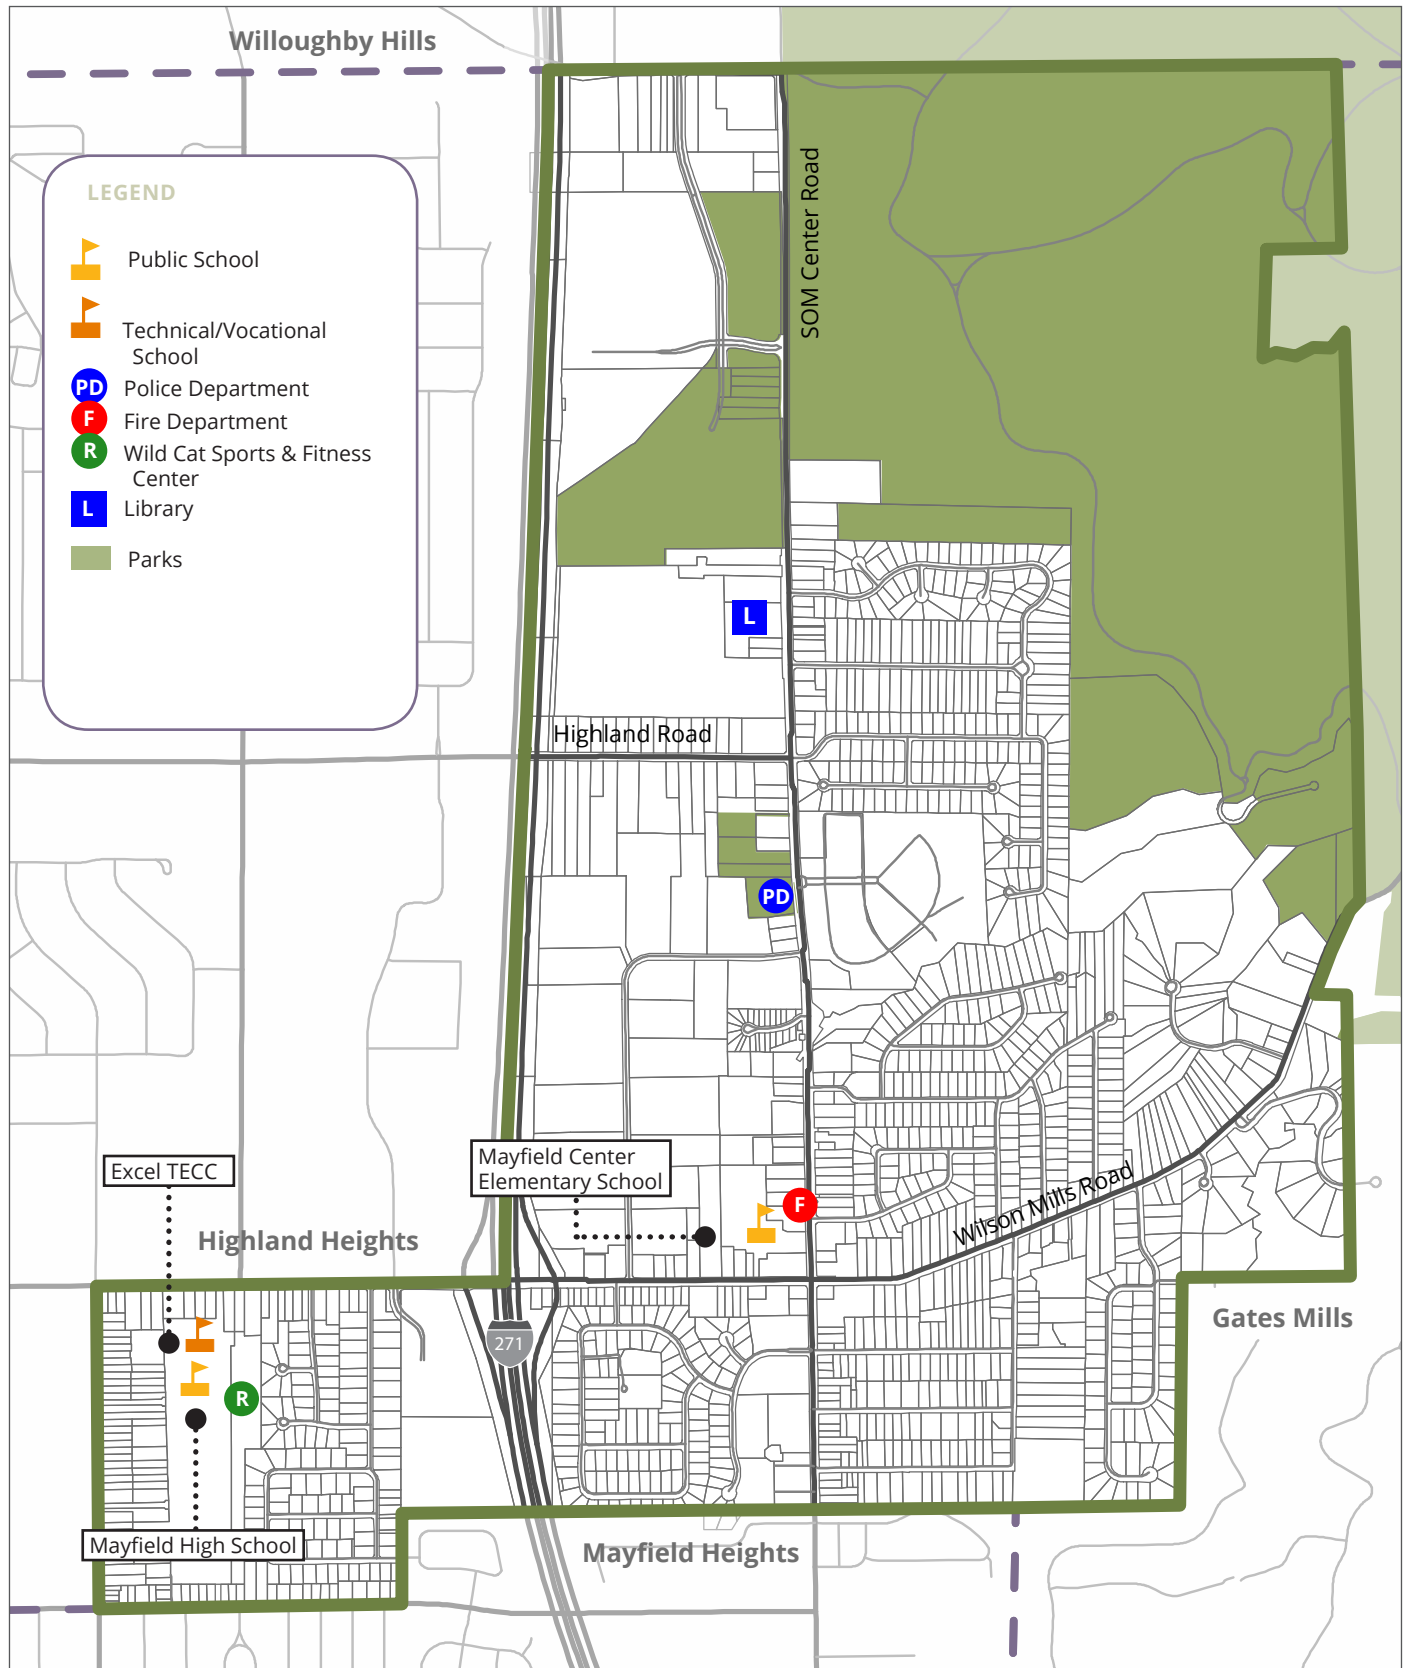 Willoughby Hills
LEGEND
Public School
Technical/Vocational
School
PD Police Department
F Fire Department
R Wild Cat Sports & Fitness
Center
L Library
Parks
SOM Center Road
L
Highland Road
PD
Mayfield Center
Elementary School
Excel TECC
F
Wilson Mills Road
Highland Heights
Gates Mills
271
R
Mayfield High School
Mayfield Heights